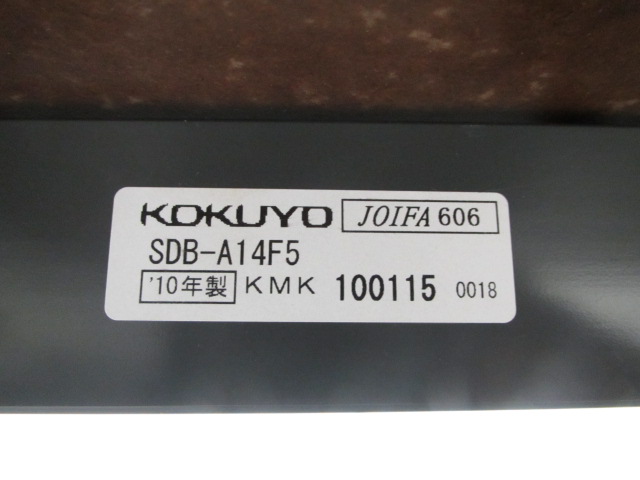 KOKUYO JOIFA 606
SDB-A14F5
'10年製 KMK 100115 0018